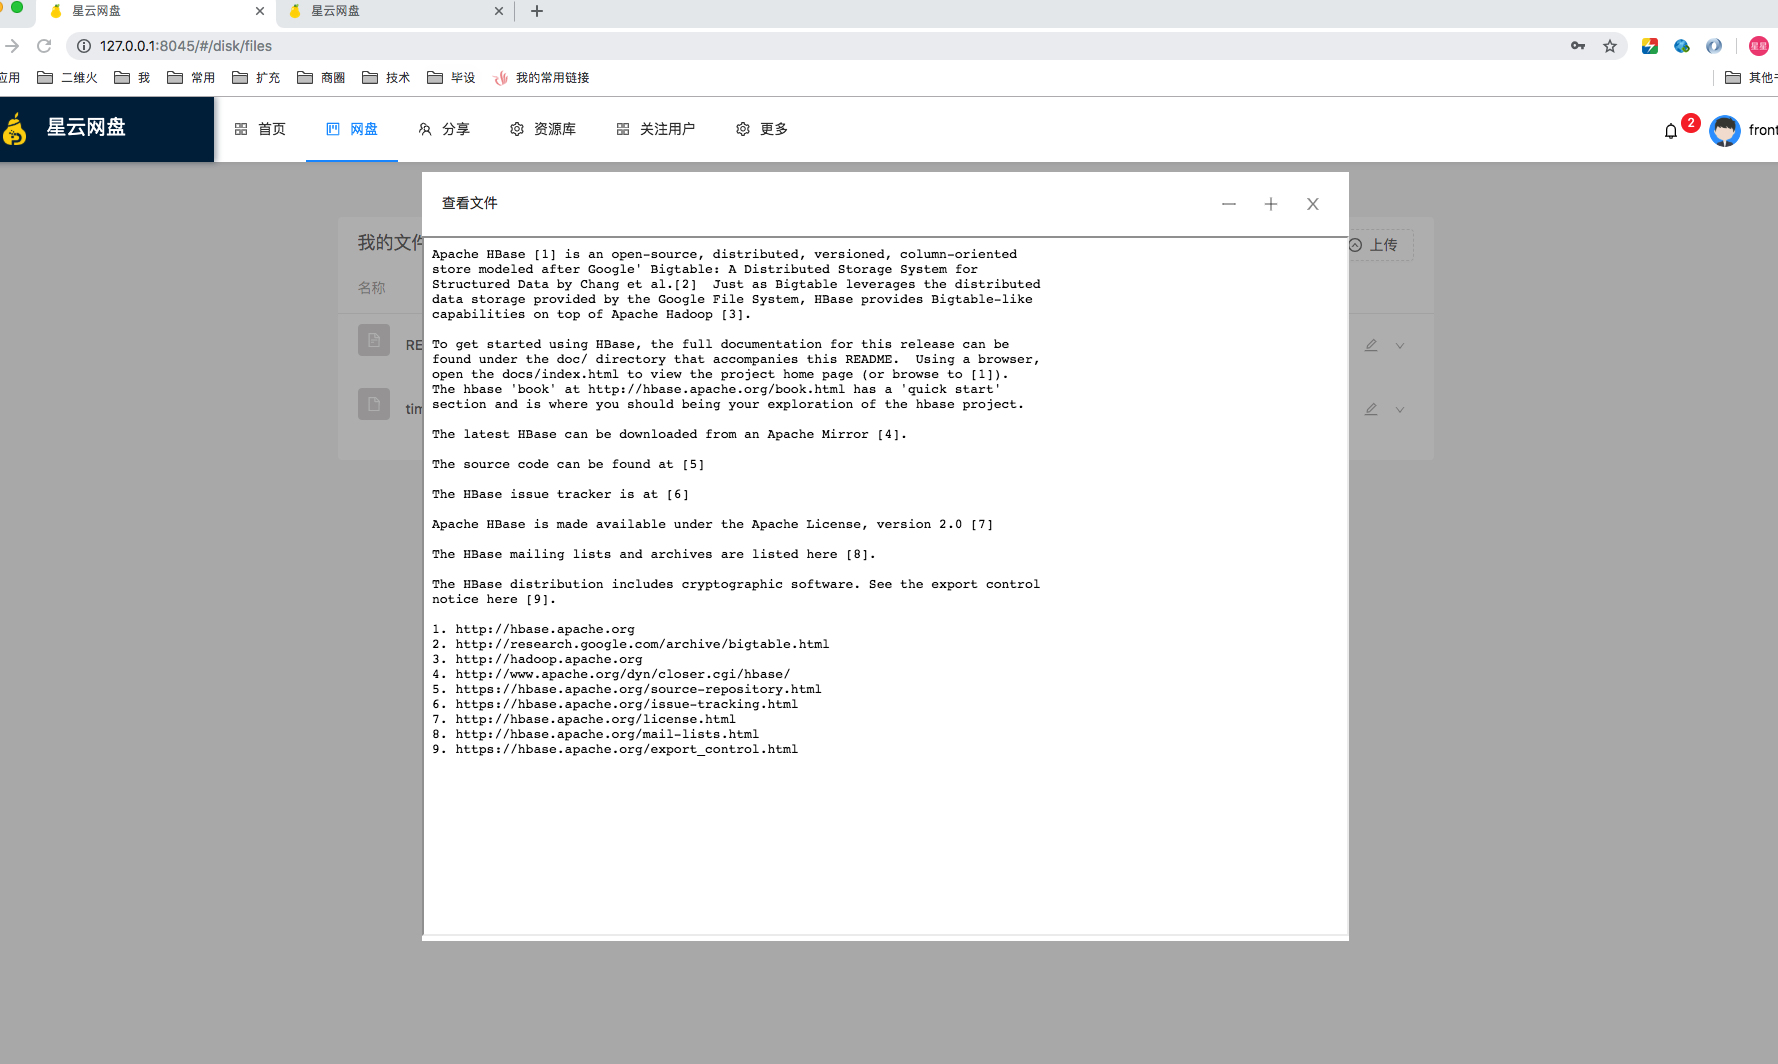 星云网盘
星云网盘
127.0.0.1:8045/#/disk/files
应用 二维火 我 常用 扩充 商圈 技术 毕设 我的常用链接
星云网盘 首页 网盘 分享 资源库 关注用户 更多 2 front
查看文件
我的文件
上传
名称
RE
tim
Apache HBase [1] is an open-source, distributed, versioned, column-oriented
store modeled after Google' Bigtable: A Distributed Storage System for
Structured Data by Chang et al.[2]  Just as Bigtable leverages the distributed
data storage provided by the Google File System, HBase provides Bigtable-like
capabilities on top of Apache Hadoop [3].
To get started using HBase, the full documentation for this release can be
found under the doc/ directory that accompanies this README.  Using a browser,
open the docs/index.html to view the project home page (or browse to [1]).
The hbase 'book' at http://hbase.apache.org/book.html has a 'quick start'
section and is where you should being your exploration of the hbase project.
The latest HBase can be downloaded from an Apache Mirror [4].
The source code can be found at [5]
The HBase issue tracker is at [6]
Apache HBase is made available under the Apache License, version 2.0 [7]
The HBase mailing lists and archives are listed here [8].
The HBase distribution includes cryptographic software. See the export control
notice here [9].
1. http://hbase.apache.org
2. http://research.google.com/archive/bigtable.html
3. http://hadoop.apache.org
4. http://www.apache.org/dyn/closer.cgi/hbase/
5. https://hbase.apache.org/source-repository.html
6. https://hbase.apache.org/issue-tracking.html
7. http://hbase.apache.org/license.html
8. http://hbase.apache.org/mail-lists.html
9. https://hbase.apache.org/export_control.html